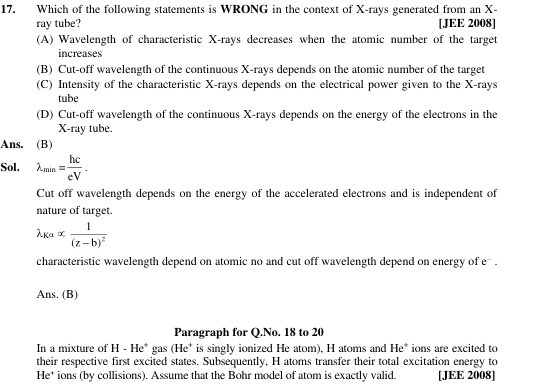 17. Which of the following statements is WRONG in the context of X-rays generated from an X-
ray tube? [JEE 2008]
(A) Wavelength of characteristic X-rays decreases when the atomic number of the target
increases
(B) Cut-off wavelength of the continuous X-rays depends on the atomic number of the target
(C) Intensity of the characteristic X-rays depends on the electrical power given to the X-rays
tube
(D) Cut-off wavelength of the continuous X-rays depends on the energy of the electrons in the
X-ray tube.
Ans. (B)
Sol. λmin = hc/eV .
Cut off wavelength depends on the energy of the accelerated electrons and is independent of
nature of target.
λKα ∝ 1/(z – b)²
characteristic wavelength depend on atomic no and cut off wavelength depend on energy of e⁻ .
Ans. (B)
Paragraph for Q.No. 18 to 20
In a mixture of H - He⁺ gas (He⁺ is singly ionized He atom), H atoms and He⁺ ions are excited to
their respective first excited states. Subsequently, H atoms transfer their total excitation energy to
He⁺ ions (by collisions). Assume that the Bohr model of atom is exactly valid. [JEE 2008]